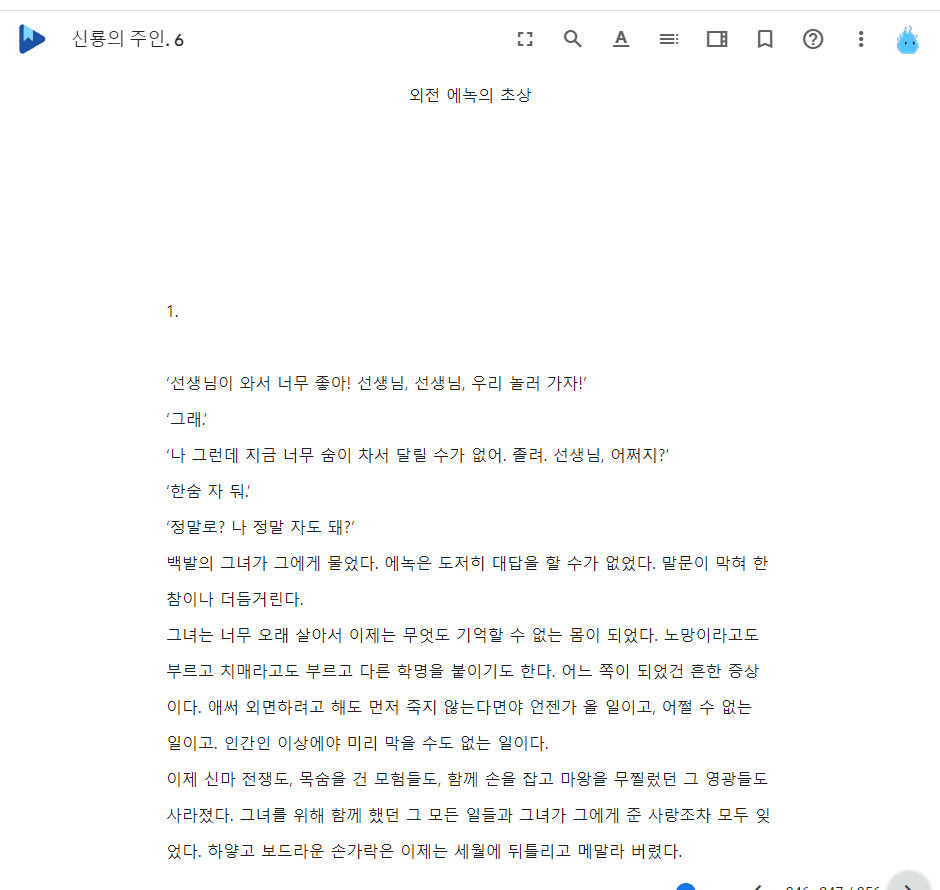 신룡의 주인. 6
외전 에녹의 초상
1.
‘선생님이 와서 너무 좋아! 선생님, 선생님, 우리 놀러 가자!’
‘그래.’
‘나 그런데 지금 너무 숨이 차서 달릴 수가 없어. 졸려. 선생님, 어쩌지?’
‘한숨 자 둬.’
‘정말로? 나 정말 자도 돼?’
백발의 그녀가 그에게 물었다. 에녹은 도저히 대답을 할 수가 없었다. 말문이 막혀 한
참이나 더듬거린다.
그녀는 너무 오래 살아서 이제는 무엇도 기억할 수 없는 몸이 되었다. 노망이라고도
부르고 치매라고도 부르고 다른 학명을 붙이기도 한다. 어느 쪽이 되었건 흔한 증상
이다. 애써 외면하려고 해도 먼저 죽지 않는다면야 언젠가 올 일이고, 어쩔 수 없는
일이고. 인간인 이상에야 미리 막을 수도 없는 일이다.
이제 신마 전쟁도, 목숨을 건 모험들도, 함께 손을 잡고 마왕을 무찔렀던 그 영광들도
사라졌다. 그녀를 위해 함께 했던 그 모든 일들과 그녀가 그에게 준 사랑조차 모두 잊
었다. 하얗고 보드라운 손가락은 이제는 세월에 뒤틀리고 메말라 버렸다.